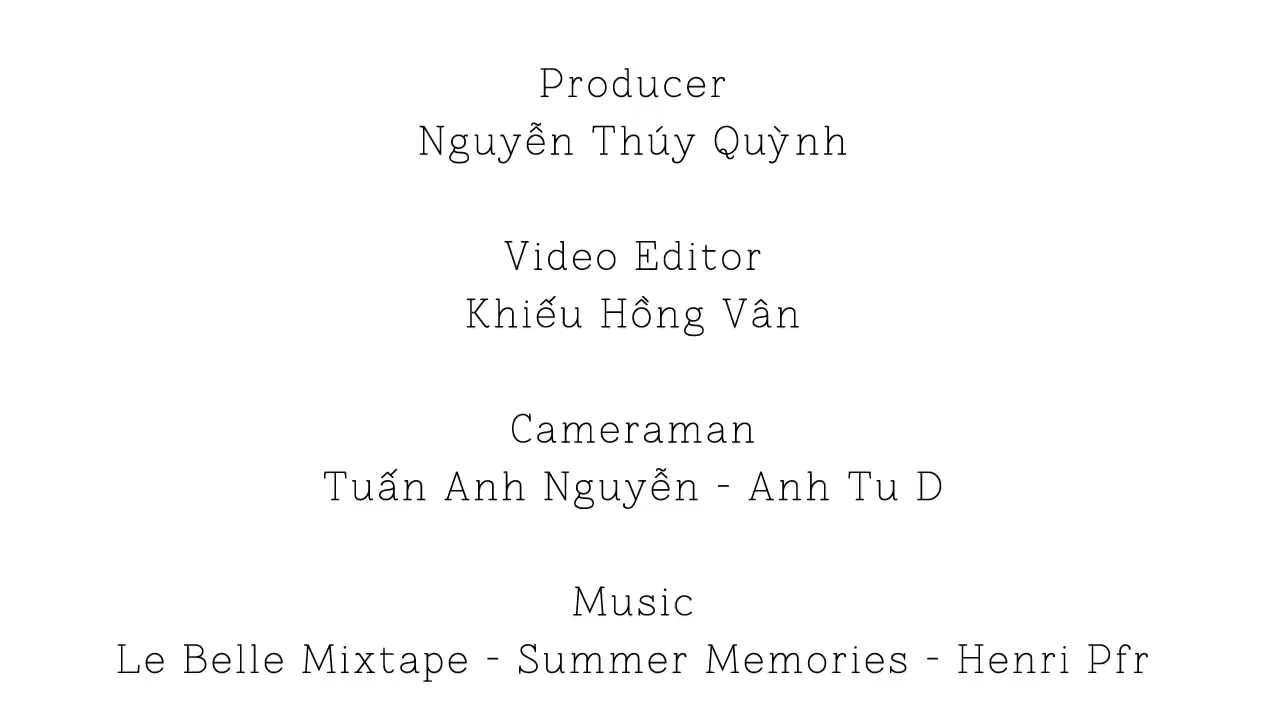 Producer
Nguyễn Thúy Quỳnh
Video Editor
Khiếu Hồng Vân
Cameraman
Tuấn Anh Nguyễn - Anh Tu D
Music
Le Belle Mixtape - Summer Memories - Henri Pfr